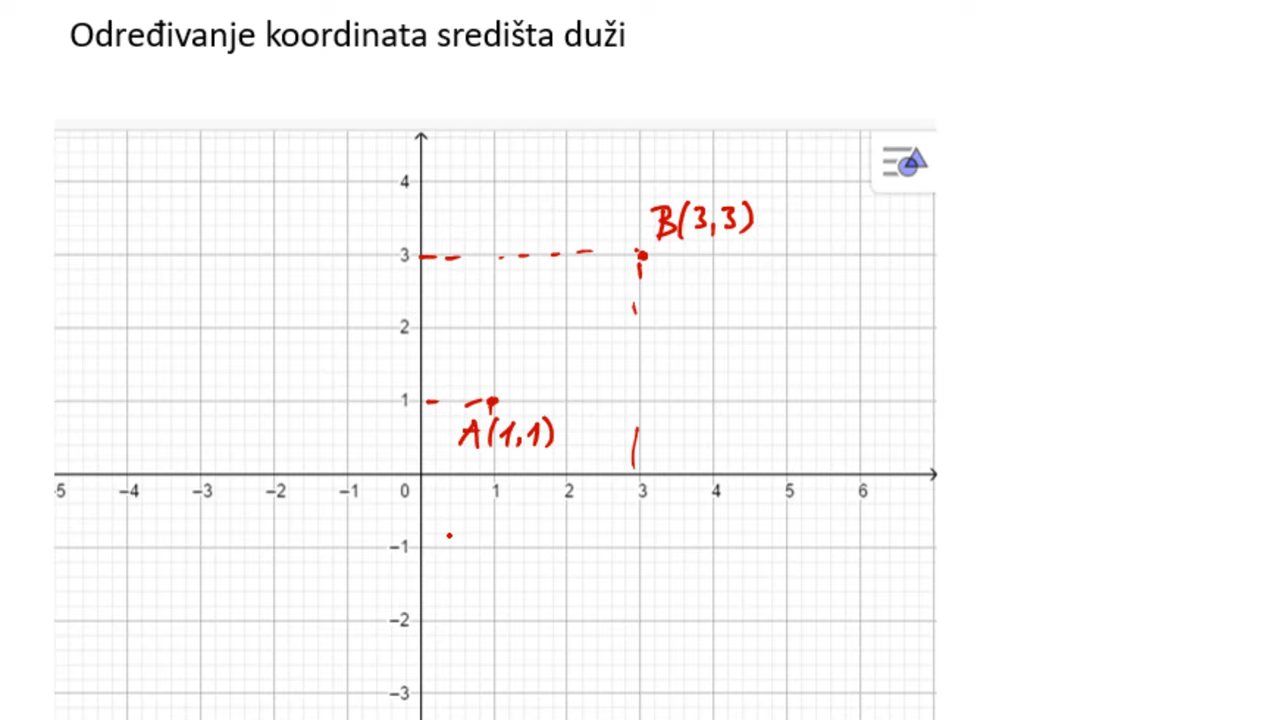 Određivanje koordinata središta duži
4
B(3,3)
3
2
1
A(1,1)
-5 -4 -3 -2 -1 0 1 2 3 4 5 6
-1
-2
-3